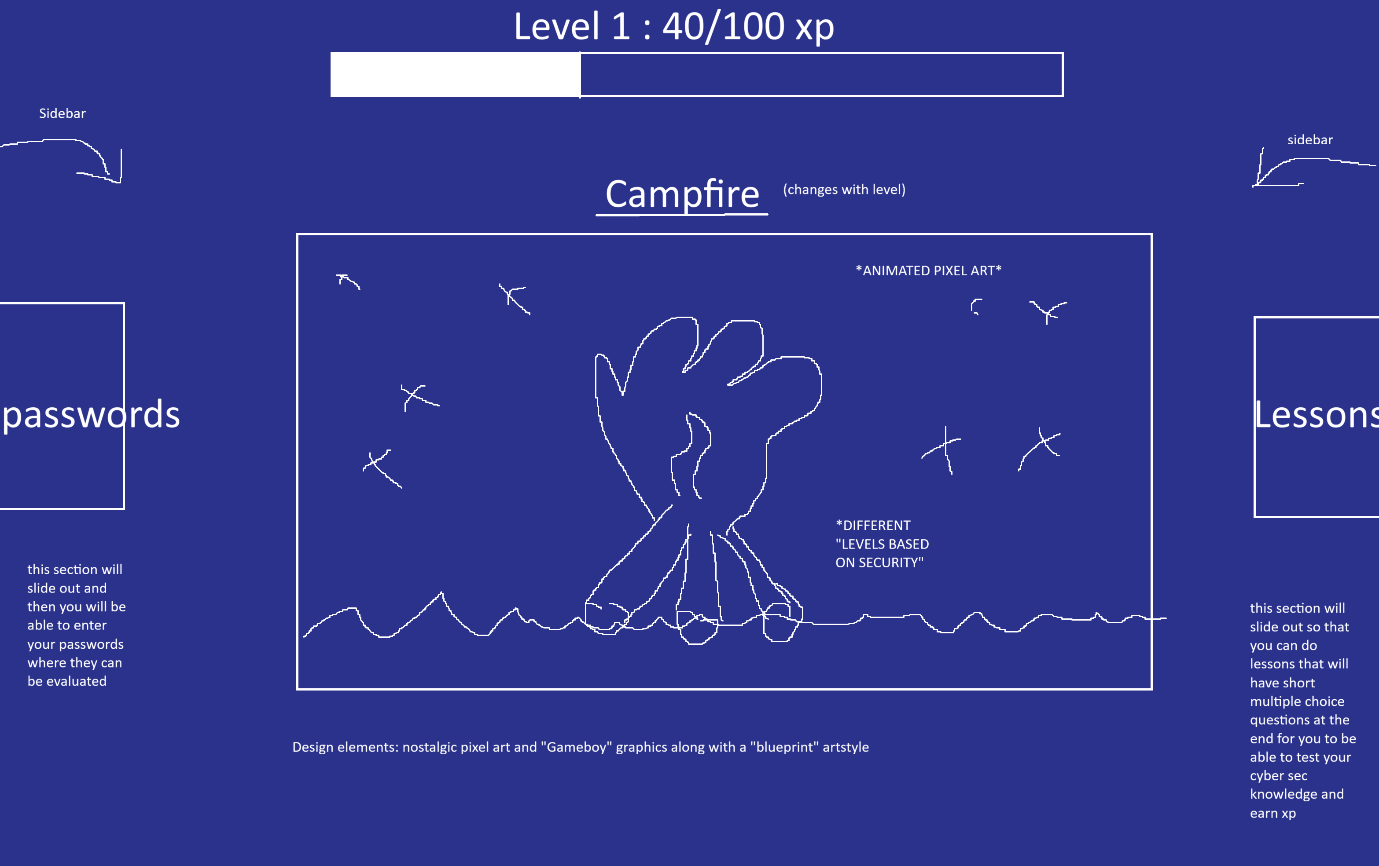 Level 1 : 40/100 xp
Sidebar
sidebar
Campfire
(changes with level)
*ANIMATED PIXEL ART*
passwords
Lessons
*DIFFERENT
"LEVELS BASED
ON SECURITY"
this section will
slide out and
then you will be
able to enter
your passwords
where they can
be evaluated
this section will
slide out so that
you can do
lessons that will
have short
multiple choice
questions at the
end for you to be
able to test your
cyber sec
knowledge and
earn xp
Design elements: nostalgic pixel art and "Gameboy" graphics along with a "blueprint" artstyle